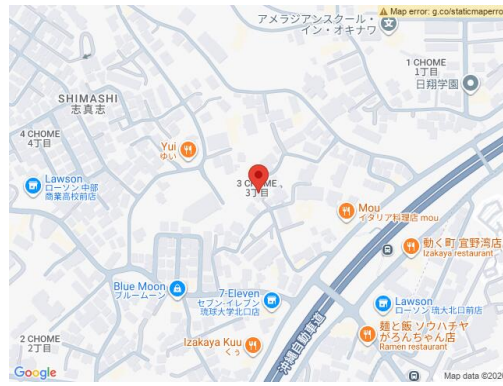 アメラジアンスクール・
イン・オキナワ
⚠ Map error: g.co/staticmaperro
1 CHOME
1丁目
日翔学園
SHIMASHI
志真志
4 CHOME
4丁目
Yui
ゆい
Lawson
ローソン 中部
商業高校前店
3 CHOME
3丁目
Mou
イタリア料理店 mou
動く町 宜野湾店
Izakaya restaurant
Blue Moon
ブルームーン
7-Eleven
セブン-イレブン
琉球大学北口店
Lawson
ローソン 琉大北口前店
麺と飯 ソウハチヤ
がろんちゃん店
Ramen restaurant
2 CHOME
2丁目
Izakaya Kuu
くぅ
沖縄自動車道
Google
Map data ©202